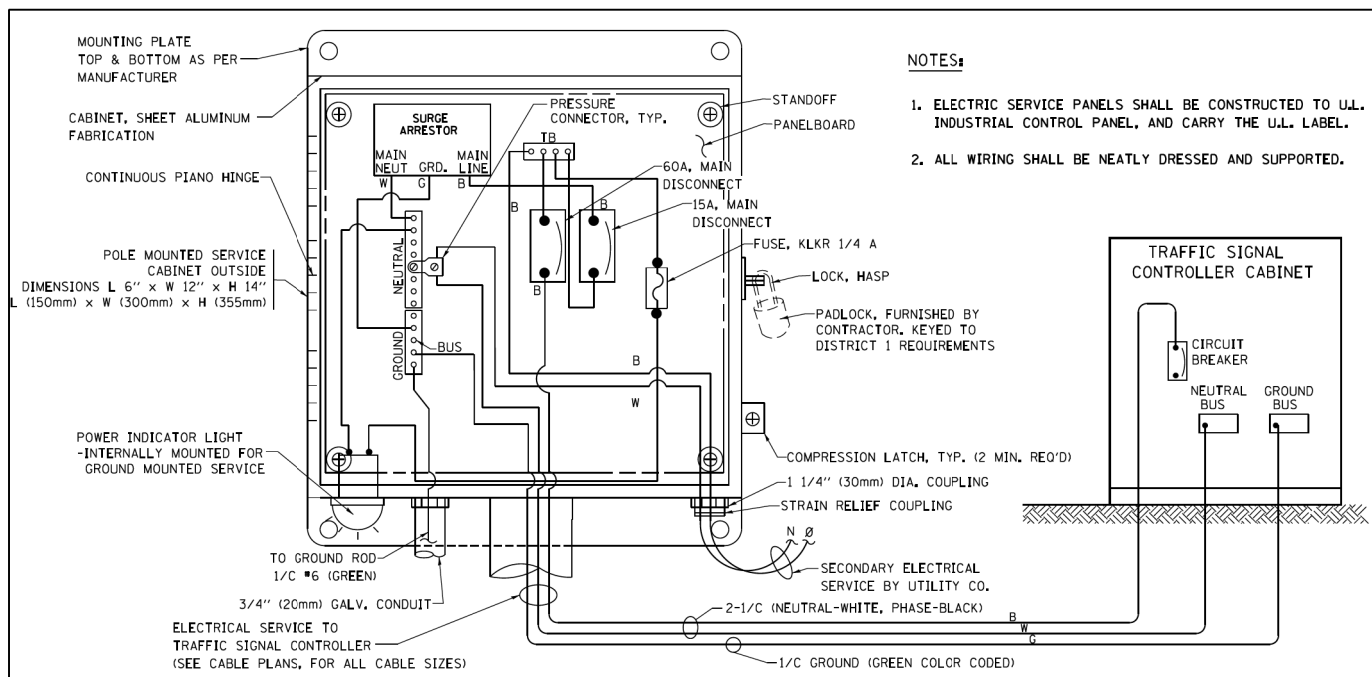 MOUNTING PLATE
TOP & BOTTOM AS PER
MANUFACTURER
CABINET, SHEET ALUMINUM
FABRICATION
CONTINUOUS PIANO HINGE
POLE MOUNTED SERVICE
CABINET OUTSIDE
DIMENSIONS L 6" x W 12" x H 14"
L (150mm) x W (300mm) x H (355mm)
POWER INDICATOR LIGHT
-INTERNALLY MOUNTED FOR
GROUND MOUNTED SERVICE
SURGE
ARRESTOR
MAIN
NEUT
GRD.
MAIN
LINE
W
G
B
NEUTRAL
GROUND
BUS
PRESSURE
CONNECTOR, TYP.
TB
STANDOFF
PANELBOARD
60A, MAIN
DISCONNECT
15A, MAIN
DISCONNECT
B
B
B
FUSE, KLKR 1/4 A
LOCK, HASP
PADLOCK, FURNISHED BY
CONTRACTOR. KEYED TO
DISTRICT 1 REQUIREMENTS
B
W
COMPRESSION LATCH, TYP. (2 MIN. REQ'D)
1 1/4" (30mm) DIA. COUPLING
STRAIN RELIEF COUPLING
N Ø
SECONDARY ELECTRICAL
SERVICE BY UTILITY CO.
TO GROUND ROD
1/C #6 (GREEN)
3/4" (20mm) GALV. CONDUIT
ELECTRICAL SERVICE TO
TRAFFIC SIGNAL CONTROLLER
(SEE CABLE PLANS, FOR ALL CABLE SIZES)
2-1/C (NEUTRAL-WHITE, PHASE-BLACK)
B
W
G
1/C GROUND (GREEN COLOR CODED)
NOTES:
1. ELECTRIC SERVICE PANELS SHALL BE CONSTRUCTED TO U.L.
INDUSTRIAL CONTROL PANEL, AND CARRY THE U.L. LABEL.
2. ALL WIRING SHALL BE NEATLY DRESSED AND SUPPORTED.
TRAFFIC SIGNAL
CONTROLLER CABINET
CIRCUIT
BREAKER
NEUTRAL
BUS
GROUND
BUS